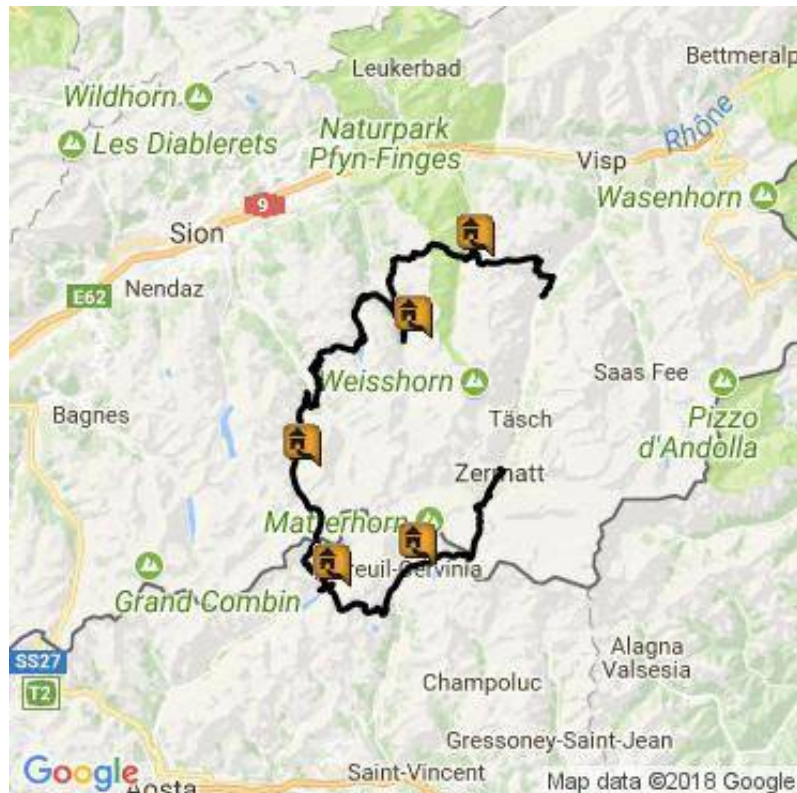 Leukerbad
Bettmeralp
Wildhorn
Les Diablerets
Naturpark
Pfyn-Finges
Rhône
Visp
Wasenhorn
9
Sion
E62
Nendaz
Weisshorn
Saas Fee
Bagnes
Täsch
Pizzo
d'Andolla
Zermatt
Matterhorn
Breuil-Cervinia
Grand Combin
SS27
T2
Alagna
Valsesia
Champoluc
Gressoney-Saint-Jean
Google
Aosta
Saint-Vincent
Map data ©2018 Google